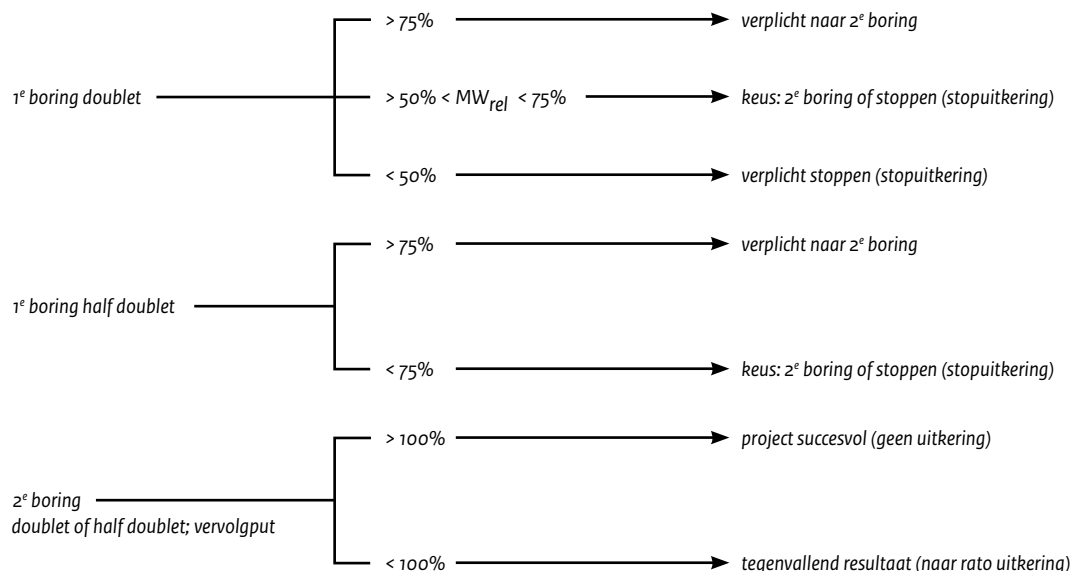 > 75% verplicht naar 2e boring
1e boring doublet > 50% < MWrel < 75% keus: 2e boring of stoppen (stopuitkering)
< 50% verplicht stoppen (stopuitkering)
> 75% verplicht naar 2e boring
1e boring half doublet
< 75% keus: 2e boring of stoppen (stopuitkering)
> 100% project succesvol (geen uitkering)
2e boring
doublet of half doublet; vervolgput
< 100% tegenvallend resultaat (naar rato uitkering)